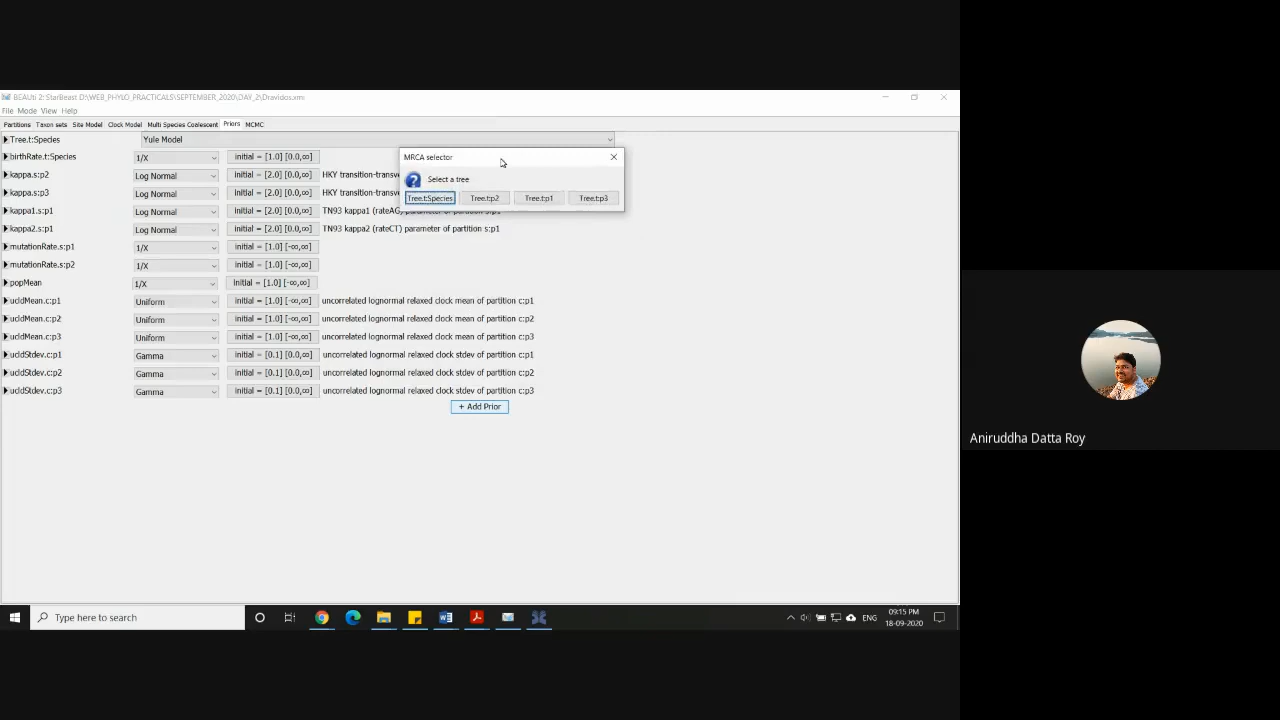 BEAUti 2: StarBeast D:\WEB_PHYLO_PRACTICALS\SEPTEMBER_2020\DAY_2\Dravidos.xml
File Mode View Help
Partitions Taxon sets Site Model Clock Model Multi Species Coalescent Priors MCMC
Tree.t:Species Yule Model
birthRate.t:Species 1/X initial = [1.0] [0.0,∞]
kappa.s:p2 Log Normal initial = [2.0] [0.0,∞] HKY transition-transve
kappa.s:p3 Log Normal initial = [2.0] [0.0,∞] HKY transition-transve
kappa1.s:p1 Log Normal initial = [2.0] [0.0,∞] TN93 kappa1 (rateAG) parameter of partition s:p1
kappa2.s:p1 Log Normal initial = [2.0] [0.0,∞] TN93 kappa2 (rateCT) parameter of partition s:p1
mutationRate.s:p1 1/X initial = [1.0] [-∞,∞]
mutationRate.s:p2 1/X initial = [1.0] [-∞,∞]
popMean 1/X initial = [1.0] [-∞,∞]
ucldMean.c:p1 Uniform initial = [1.0] [-∞,∞] uncorrelated lognormal relaxed clock mean of partition c:p1
ucldMean.c:p2 Uniform initial = [1.0] [-∞,∞] uncorrelated lognormal relaxed clock mean of partition c:p2
ucldMean.c:p3 Uniform initial = [1.0] [-∞,∞] uncorrelated lognormal relaxed clock mean of partition c:p3
ucldStdev.c:p1 Gamma initial = [0.1] [0.0,∞] uncorrelated lognormal relaxed clock stdev of partition c:p1
ucldStdev.c:p2 Gamma initial = [0.1] [0.0,∞] uncorrelated lognormal relaxed clock stdev of partition c:p2
ucldStdev.c:p3 Gamma initial = [0.1] [0.0,∞] uncorrelated lognormal relaxed clock stdev of partition c:p3
+ Add Prior
MRCA selector
Select a tree
Tree.t:Species Tree.t:p2 Tree.t:p1 Tree.t:p3
Aniruddha Datta Roy
Type here to search
ENG
09:15 PM
18-09-2020